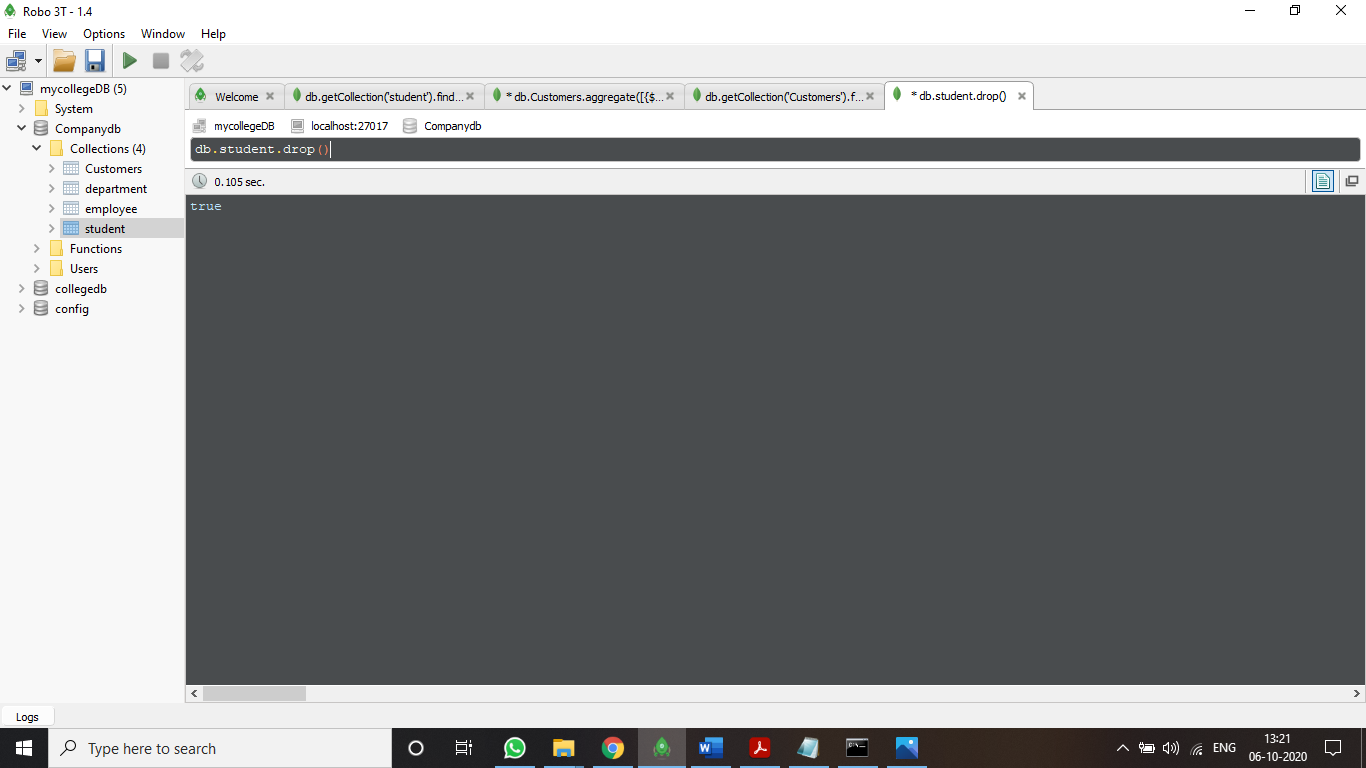 Robo 3T - 1.4
File View Options Window Help
mycollegeDB (5)
System
Companydb
Collections (4)
Customers
department
employee
student
Functions
Users
collegedb
config
Welcome db.getCollection('student').find... * db.Customers.aggregate([{$... db.getCollection('Customers').f... * db.student.drop()
mycollegeDB localhost:27017 Companydb
db.student.drop()
0.105 sec.
true
Logs
Type here to search
W
ENG
13:21
06-10-2020